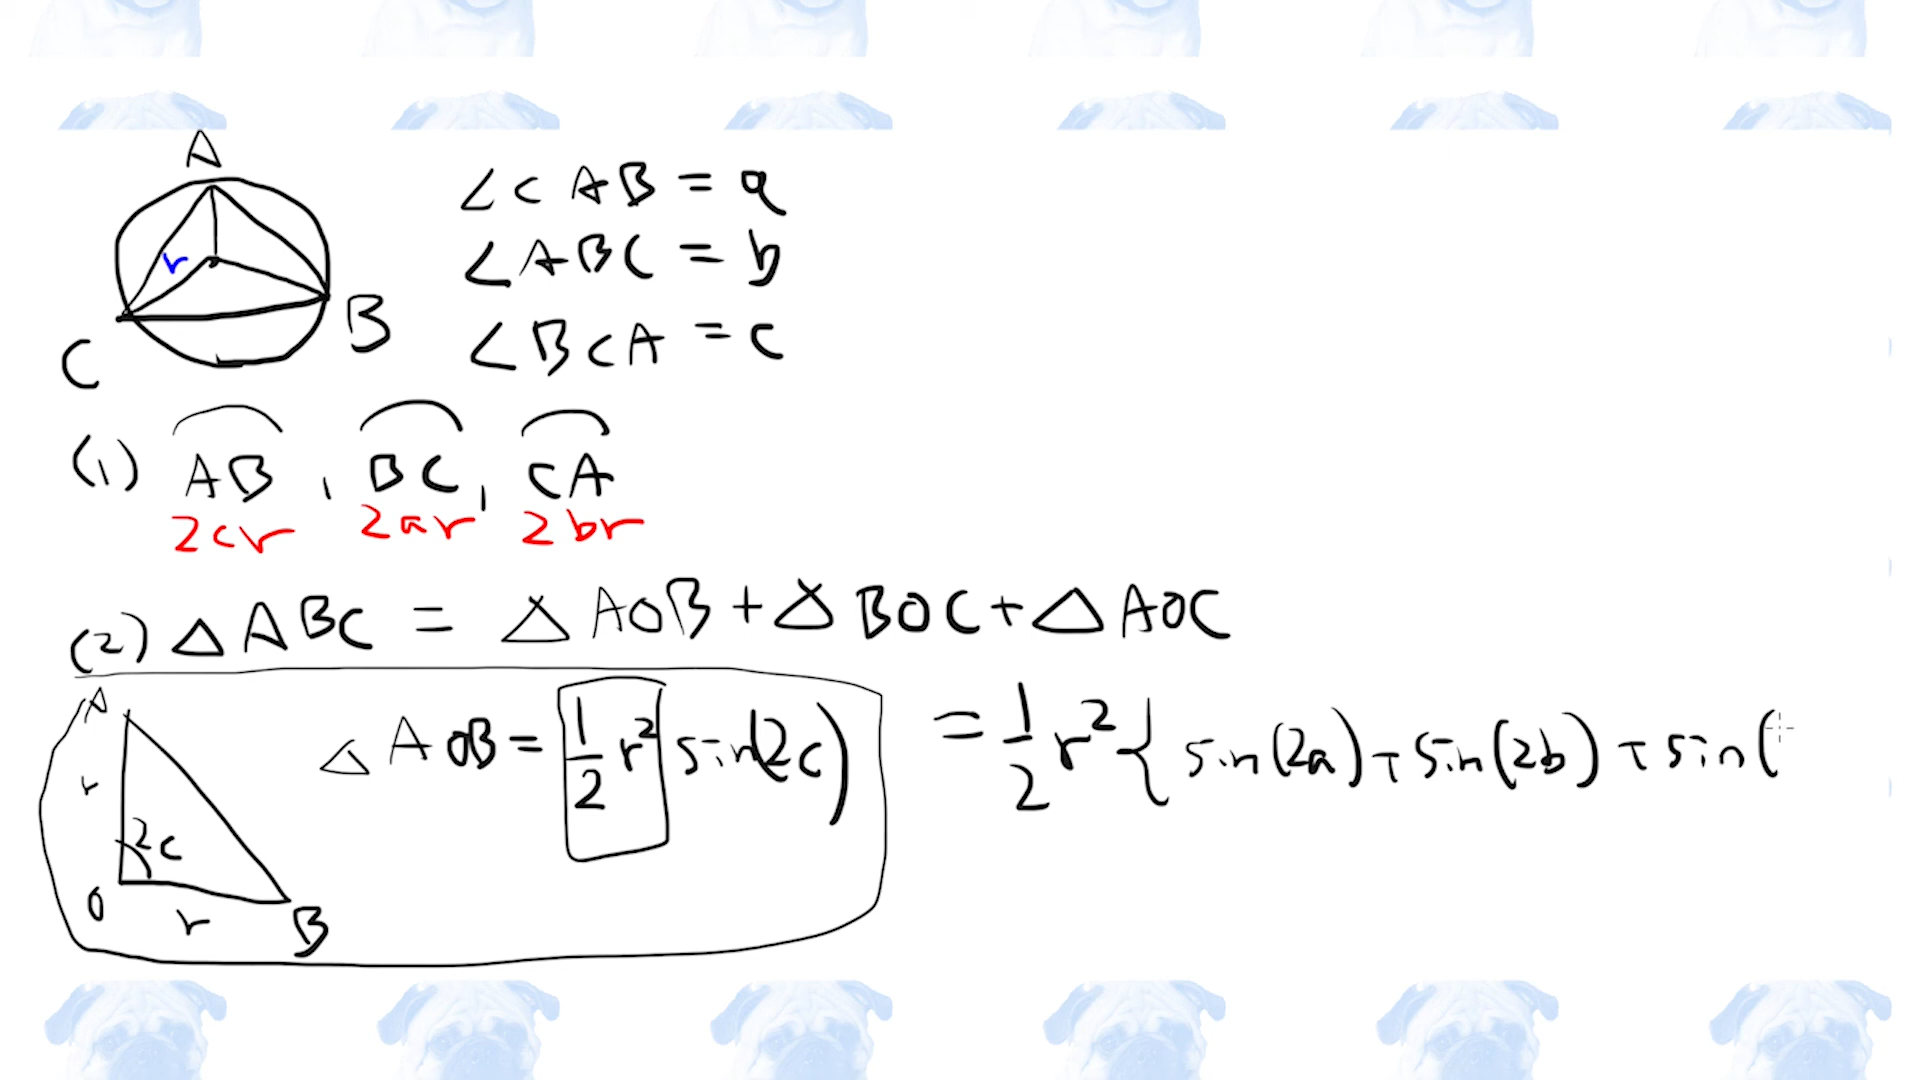 A
r
B
C
∠CAB = a
∠ABC = b
∠BCA = c
(1) AB, BC, CA
2cr 2ar 2br
(2) △ABC = △AOB + △BOC + △AOC
A
r
2c
O
r
B
△AOB = 1/2 r² sin(2c)
= 1/2 r² { sin(2a) + sin(2b) + sin(